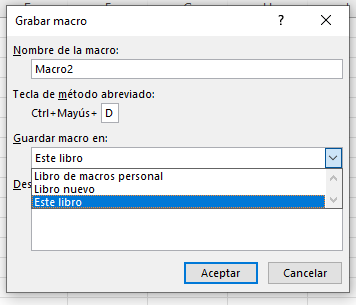 Grabar macro
Nombre de la macro:
Macro2
Tecla de método abreviado:
Ctrl+Mayús+ D
Guardar macro en:
Este libro
Libro de macros personal
Libro nuevo
Este libro
Aceptar
Cancelar